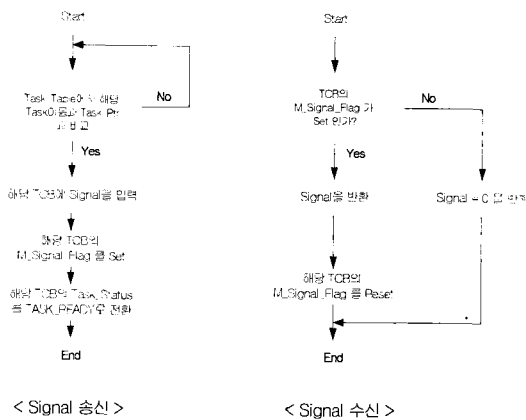 Start
Task Table에서 해당
Task이름과 Task Ptr
과 비교
No
Yes
해당 TCB에 Signal을 입력
해당 TCB의
M_Signal_Flag 를 Set
해당 TCB의 Task_Status
를 TASK_READY로 전환
End
< Signal 송신 >
Start
TCB의
M_Signal_Flag 가
Set 인가?
No
Yes
Signal을 반환
Signal = 0 을 반환
해당 TCB의
M_Signal_Flag 를 Reset
End
< Signal 수신 >